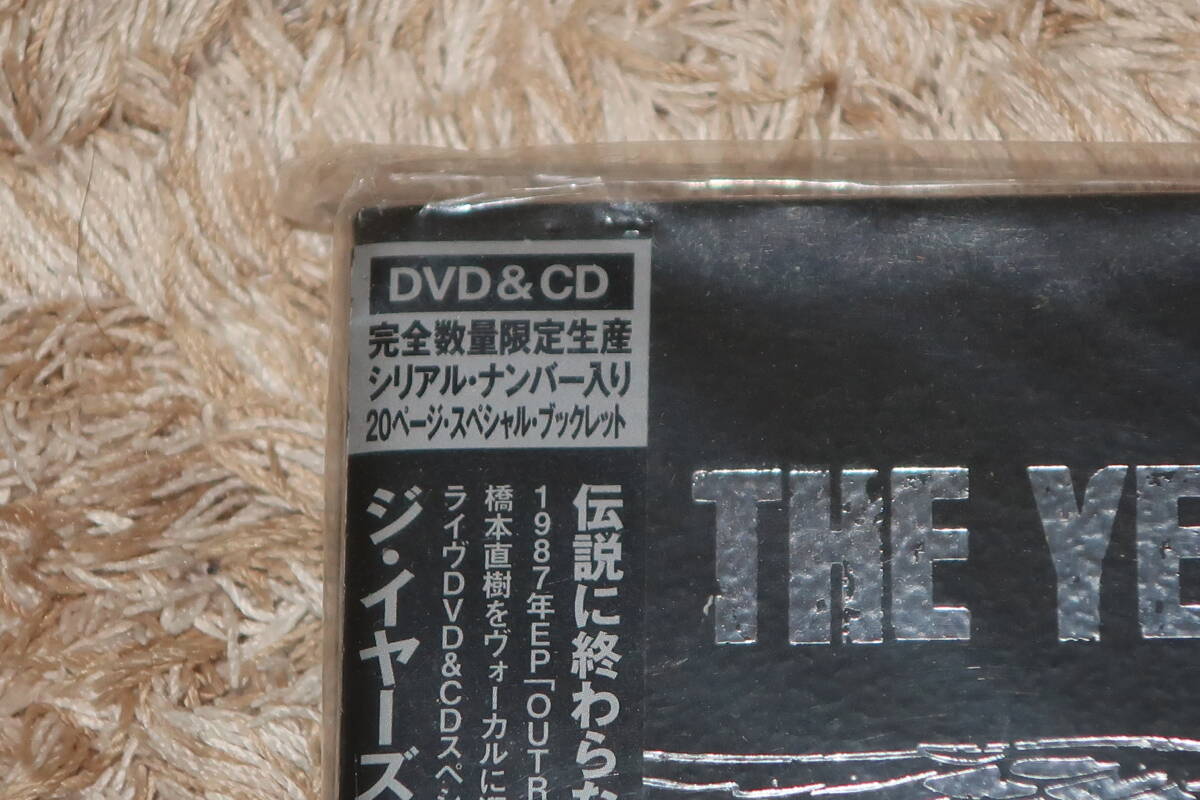 DVD&CD
完全数量限定生産
シリアル・ナンバー入り
20ページ・スペシャル・ブックレット
伝説に終わらな
1987年EP「OUTR
橋本直樹をヴォーカルに
ライヴDVD&CDスペシ
ジ・イヤーズ
THE YE